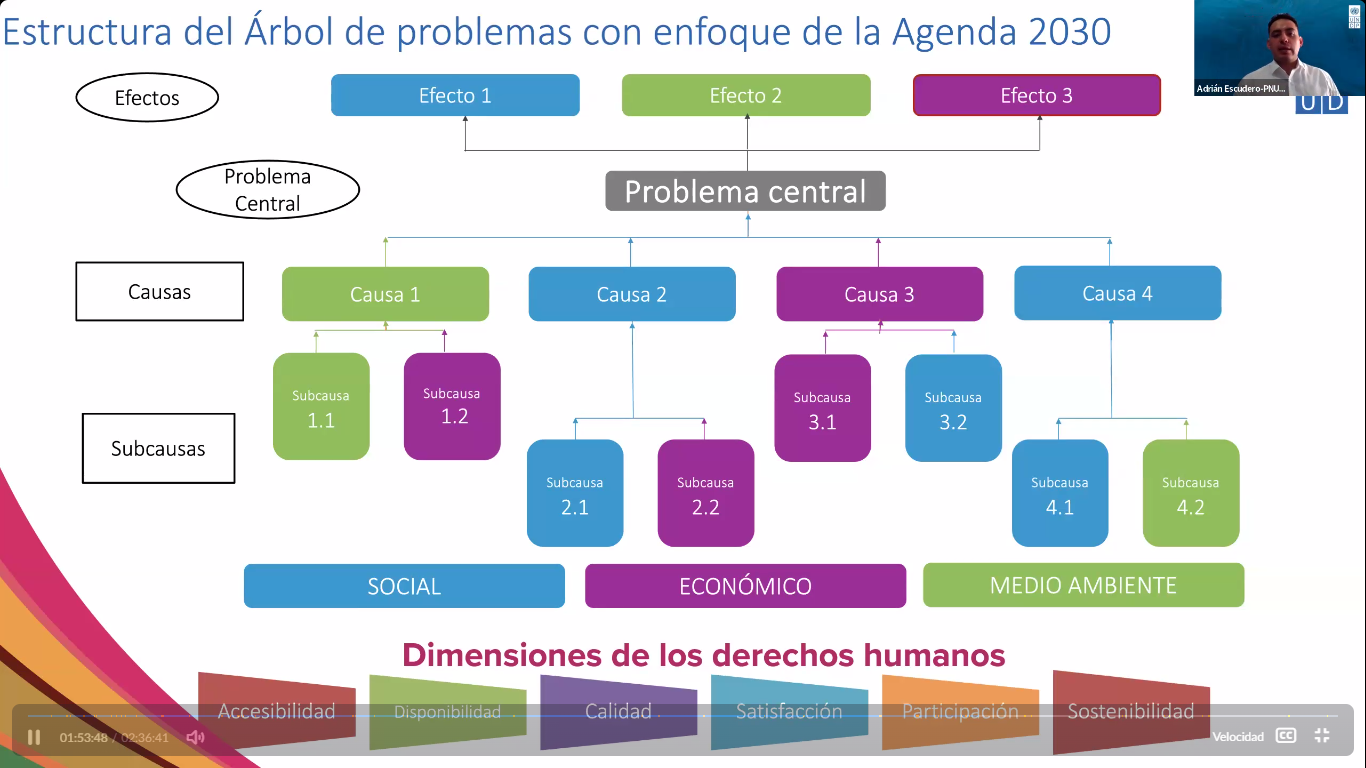 Estructura del Árbol de problemas con enfoque de la Agenda 2030
Adrián Escudero-PNU...
U D
Efectos
Efecto 1
Efecto 2
Efecto 3
Problema
Central
Problema central
Causas
Causa 1
Causa 2
Causa 3
Causa 4
Subcausas
Subcausa
1.1
Subcausa
1.2
Subcausa
2.1
Subcausa
2.2
Subcausa
3.1
Subcausa
3.2
Subcausa
4.1
Subcausa
4.2
SOCIAL
ECONÓMICO
MEDIO AMBIENTE
Dimensiones de los derechos humanos
Accesibilidad
Disponibilidad
Calidad
Satisfacción
Participación
Sostenibilidad
01:53:48 / 02:36:41
Velocidad
CC